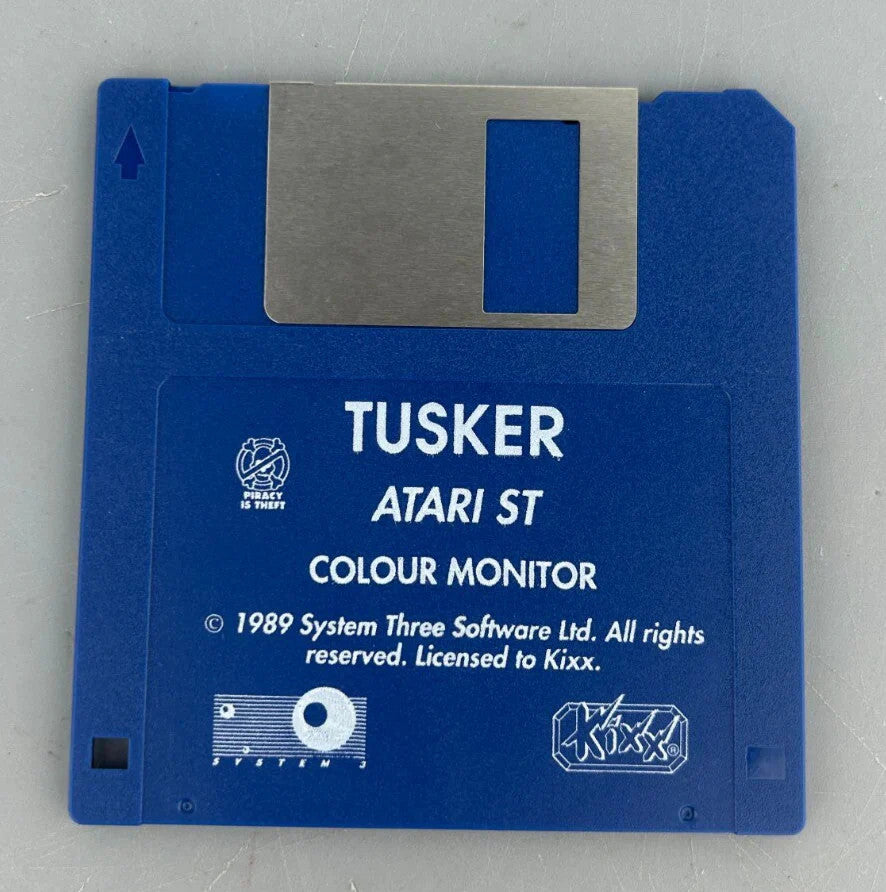 TUSKER
PIRACY
IS THEFT
ATARI ST
COLOUR MONITOR
© 1989 System Three Software Ltd. All rights
reserved. Licensed to Kixx.
SYSTEM 3
Kixx®